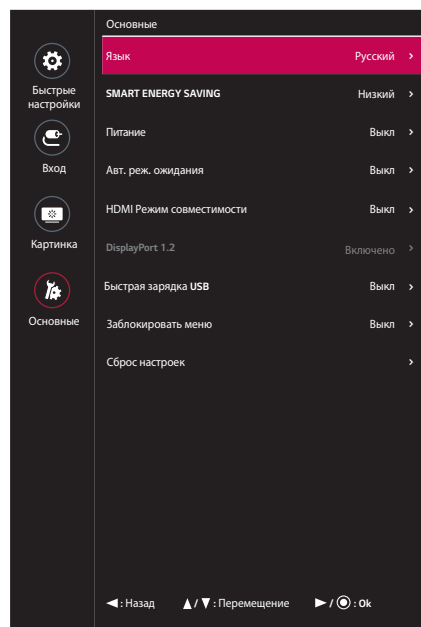 Основные
Быстрые
настройки
Вход
Картинка
Основные
Язык Русский
SMART ENERGY SAVING Низкий
Питание Выкл
Авт. реж. ожидания Выкл
HDMI Режим совместимости Выкл
DisplayPort 1.2 Включено
Быстрая зарядка USB Выкл
Заблокировать меню Выкл
Сброс настроек
: Назад / : Перемещение / : Ok